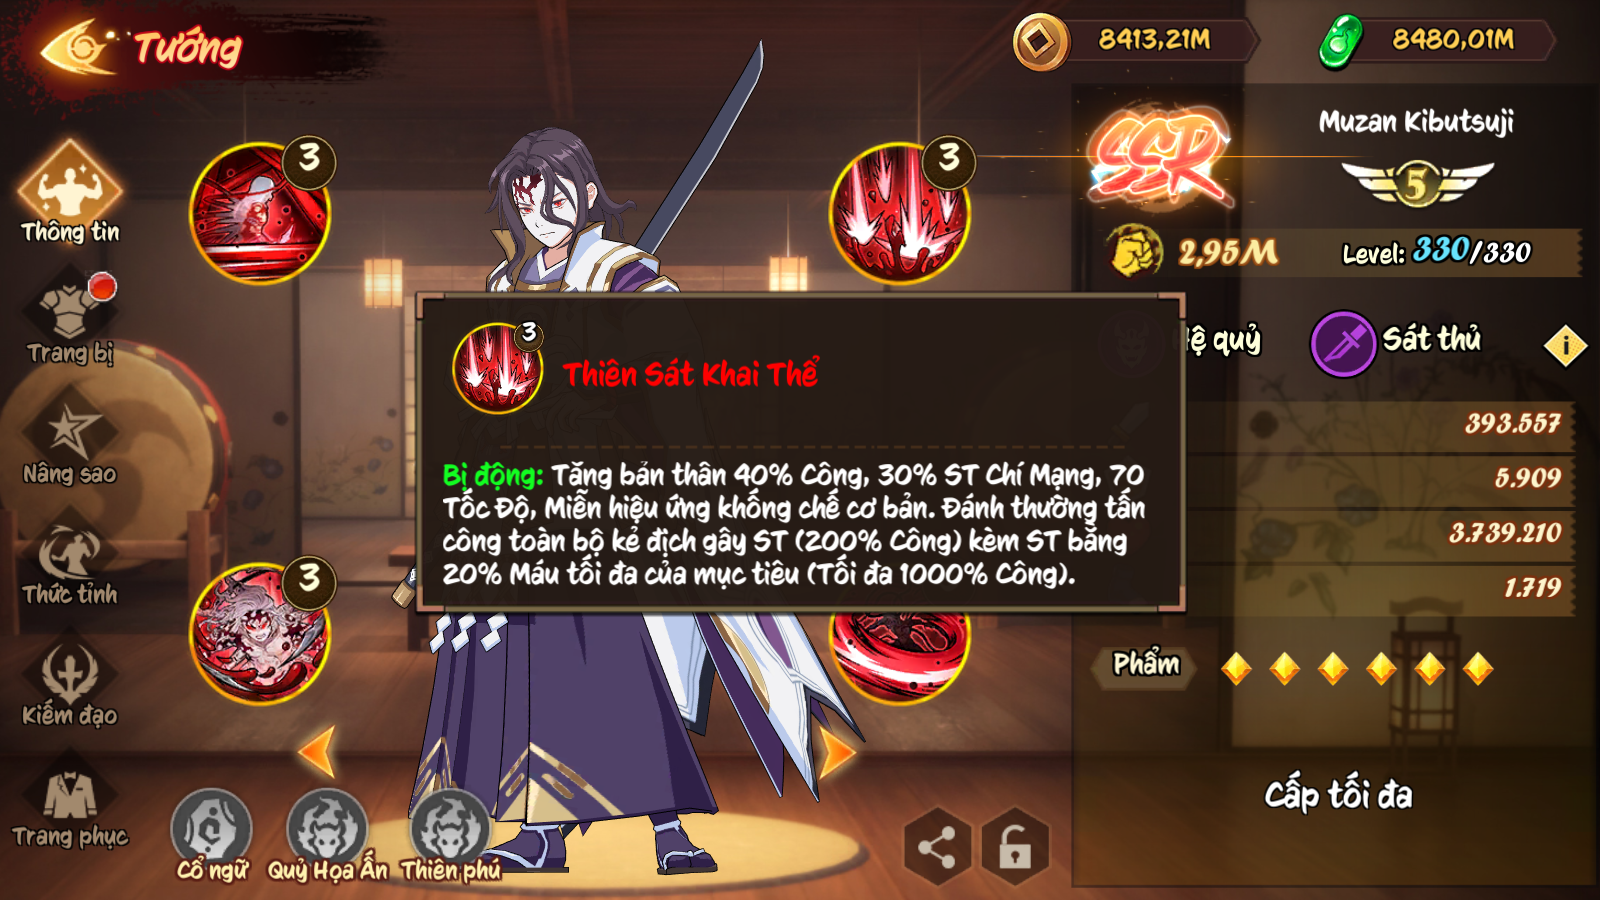 Tướng
8413,21M
8480,01M
SSR
Muzan Kibutsuji
5
2,95M
Level: 330/330
Thông tin
Trang bị
Nâng sao
Thức tỉnh
Kiếm đạo
Trang phục
3
3
3
3
Thiên Sát Khai Thể
Bị động: Tăng bản thân 40% Công, 30% ST Chí Mạng, 70
Tốc Độ, Miễn hiệu ứng khống chế cơ bản. Đánh thường tấn
công toàn bộ kẻ địch gây ST (200% Công) kèm ST bằng
20% Máu tối đa của mục tiêu (Tối đa 1000% Công).
ệ quỷ
Sát thủ
i
393.557
5.909
3.739.210
1.719
Phẩm
Cấp tối đa
Cổ ngữ
Quỷ Họa Ấn
Thiên phú